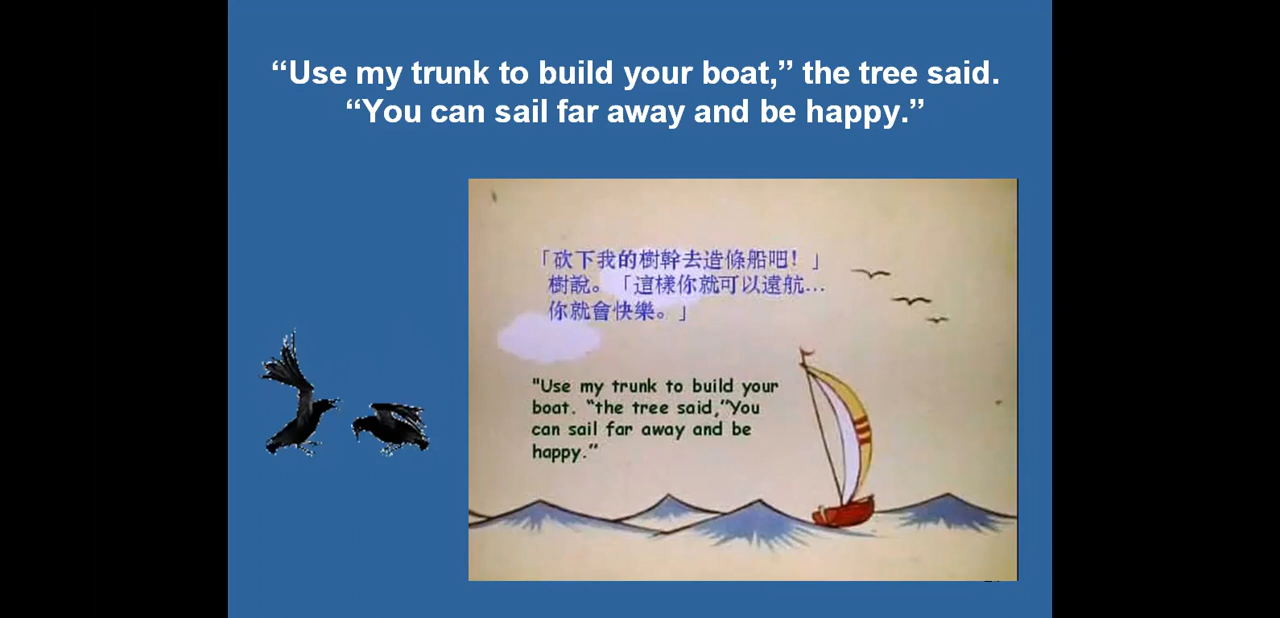 “Use my trunk to build your boat,” the tree said.
“You can sail far away and be happy.”
「砍下我的樹幹去造條船吧！」
樹說。「這樣你就可以遠航...
你就會快樂。」
"Use my trunk to build your
boat. “the tree said,”You
can sail far away and be
happy.”